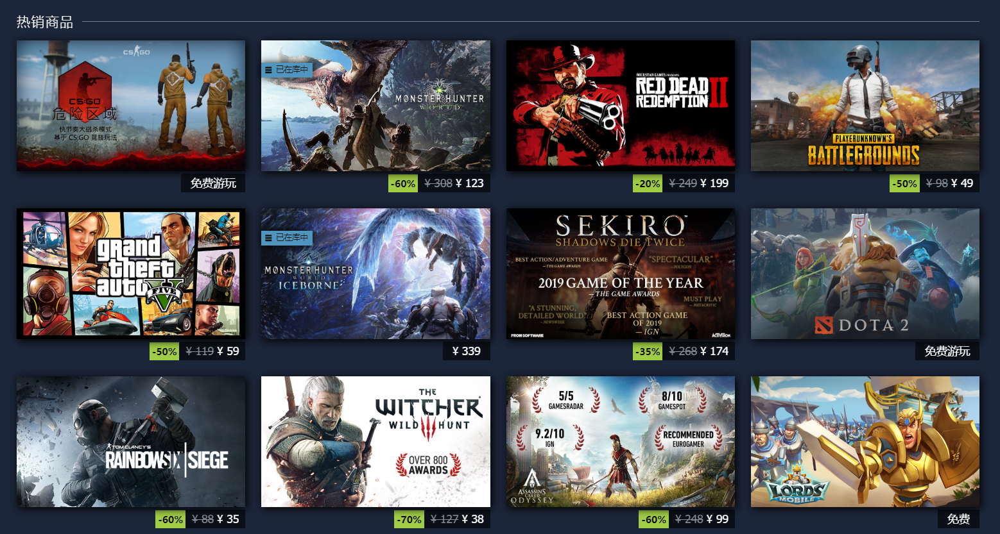 热销商品
CS:GO
CS:GO
危险区域
快节奏大逃杀模式
基于 CS:GO 竞技玩法
免费游玩
已在库中
MONSTER HUNTER
WORLD
-60% ¥ 308 ¥ 123
ROCKSTAR GAMES PRESENTS
RED DEAD
REDEMPTION II
-20% ¥ 249 ¥ 199
PLAYERUNKNOWN'S
BATTLEGROUNDS
-50% ¥ 98 ¥ 49
grand
theft
auto
FIVE
V
-50% ¥ 119 ¥ 59
已在库中
MONSTER HUNTER
WORLD
ICEBORNE
¥ 339
SEKIRO™
SHADOWS DIE TWICE
BEST ACTION/ADVENTURE GAME
—THE GAME AWARDS
"SPECTACULAR"
- POLYGON
2019 GAME OF THE YEAR
—THE GAME AWARDS
MUST PLAY
- METACRITIC
"A STUNNING,
DETAILED WORLD."
- NEWSWEEK
BEST ACTION GAME
OF 2019
—IGN
FROMSOFTWARE
ACTIVISION
-35% ¥ 268 ¥ 174
DOTA 2
免费游玩
TOM CLANCY'S
RAINBOWSIX | SIEGE
-60% ¥ 88 ¥ 35
THE
WITCHER
WILD HUNT
OVER 800
AWARDS
-70% ¥ 127 ¥ 38
5/5
GAMESRADAR
8/10
GAMESPOT
9.2/10
IGN
RECOMMENDED
EUROGAMER
ASSASSIN'S
CREED
ODYSSEY
-60% ¥ 248 ¥ 99
LORDS
MOBILE
免费